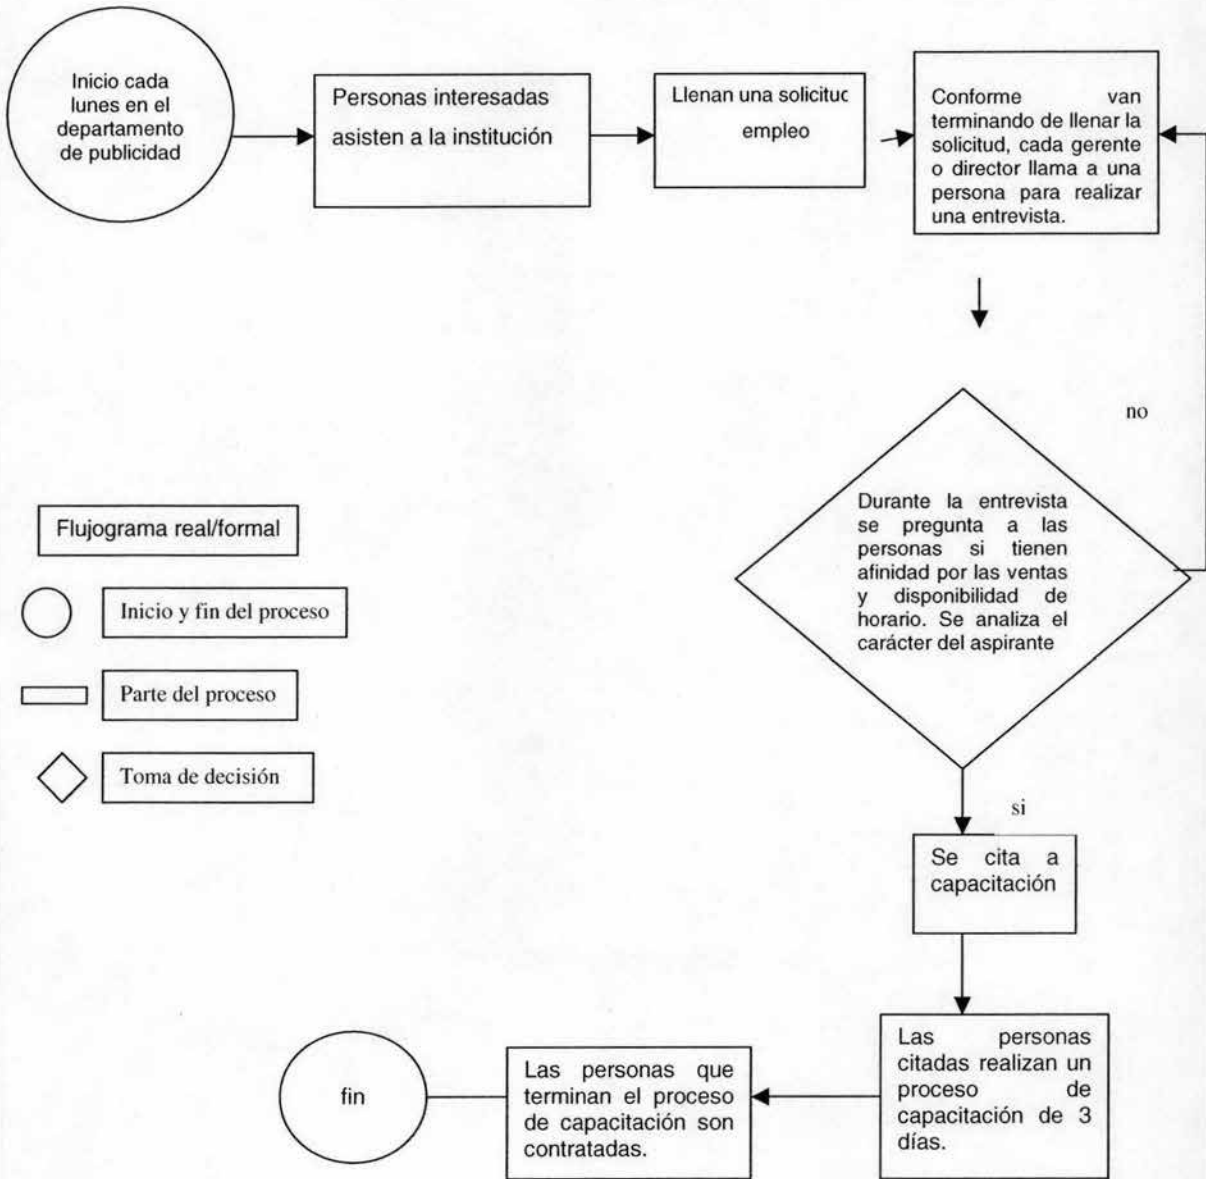 Inicio cada
lunes en el
departamento
de publicidad
Personas interesadas
asisten a la institución
Llenan una solicitud
empleo
Conforme van
terminando de llenar la
solicitud, cada gerente
o director llama a una
persona para realizar
una entrevista.
no
Durante la entrevista
se pregunta a las
personas si tienen
afinidad por las ventas
y disponibilidad de
horario. Se analiza el
carácter del aspirante
Flujograma real/formal
Inicio y fin del proceso
Parte del proceso
Toma de decisión
si
Se cita a
capacitación
Las personas
citadas realizan un
proceso de
capacitación de 3
días.
Las personas que
terminan el proceso
de capacitación son
contratadas.
fin